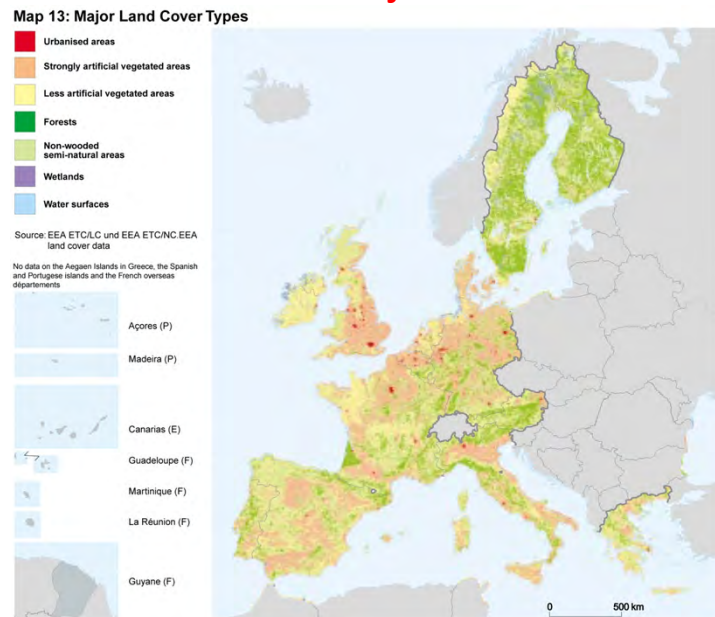 Map 13: Major Land Cover Types
Urbanised areas
Strongly artificial vegetated areas
Less artificial vegetated areas
Forests
Non-wooded
semi-natural areas
Wetlands
Water surfaces
Source: EEA ETC/LC und EEA ETC/NC.EEA
land cover data
No data on the Aegaen Islands in Greece, the Spanish
and Portugese islands and the French overseas
départements
Açores (P)
Madeira (P)
Canarias (E)
Guadeloupe (F)
Martinique (F)
La Réunion (F)
Guyane (F)
0 500 km